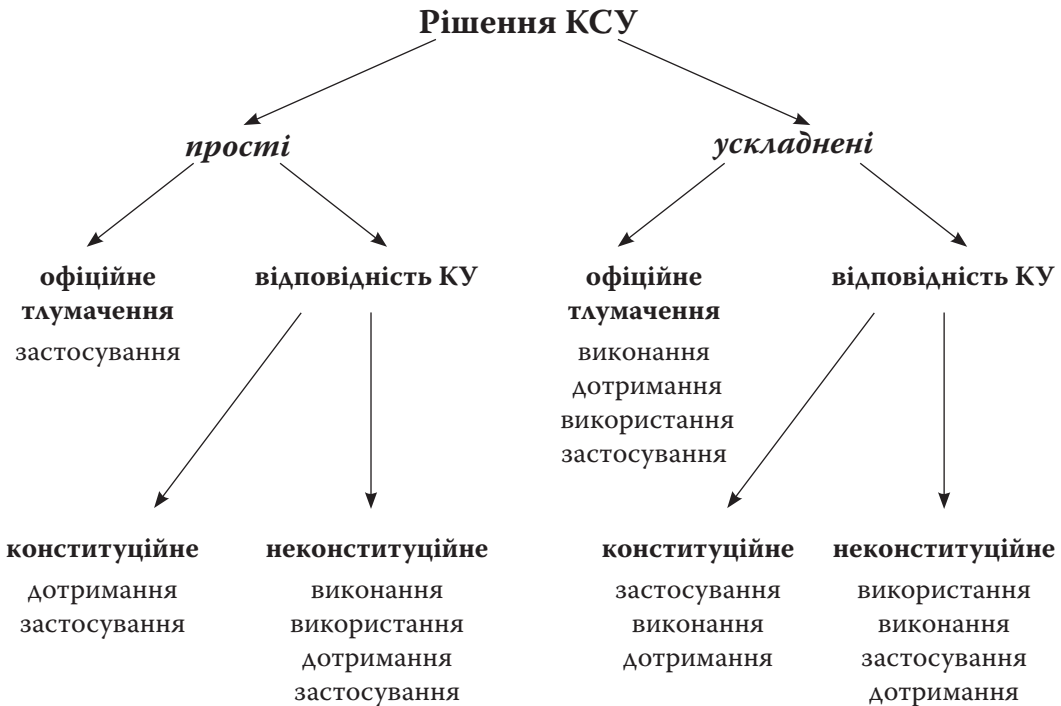 Рішення КСУ
прості
ускладнені
офіційне
тлумачення
застосування
відповідність КУ
офіційне
тлумачення
виконання
дотримання
використання
застосування
відповідність КУ
конституційне
дотримання
застосування
неконституційне
виконання
використання
дотримання
застосування
конституційне
застосування
виконання
дотримання
неконституційне
використання
виконання
застосування
дотримання